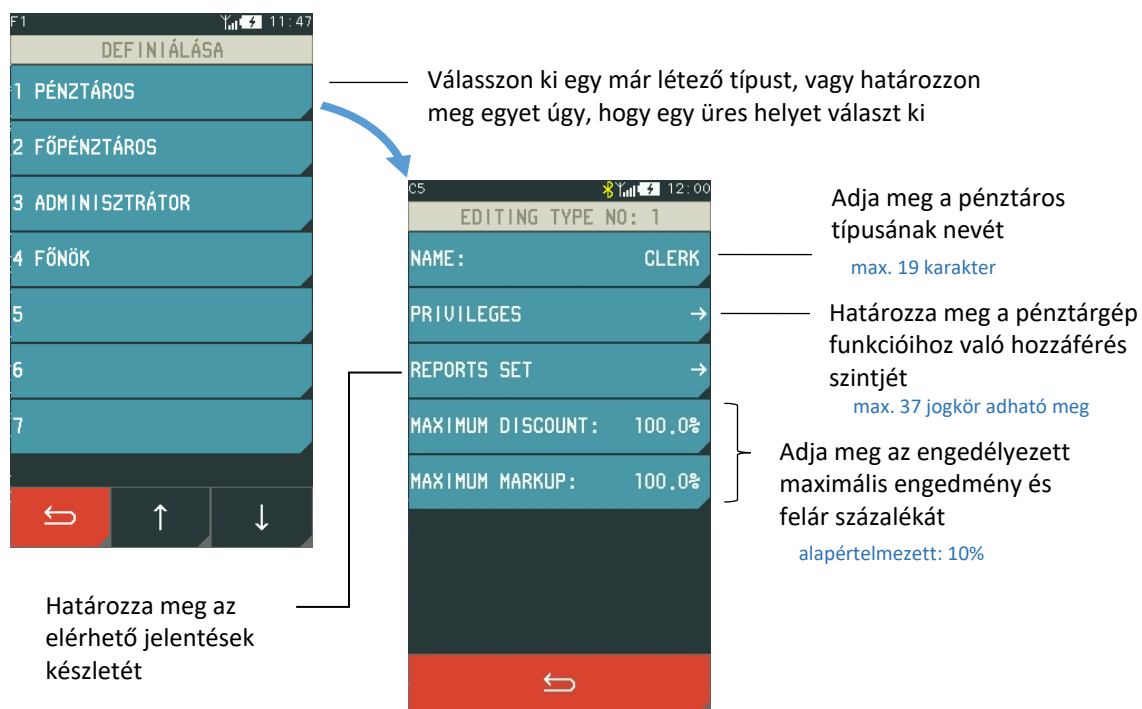 F1 11:47
DEFINIÁLÁSA
1 PÉNZTÁROS
2 FŐPÉNZTÁROS
3 ADMINISZTRÁTOR
4 FŐNÖK
5
6
7
Válasszon ki egy már létező típust, vagy határozzon
meg egyet úgy, hogy egy üres helyet választ ki
C5 12:00
EDITING TYPE NO: 1
NAME: CLERK
PRIVILEGES →
REPORTS SET →
MAXIMUM DISCOUNT: 100.0%
MAXIMUM MARKUP: 100.0%
Adja meg a pénztáros
típusának nevét
max. 19 karakter
Határozza meg a pénztárgép
funkcióihoz való hozzáférés
szintjét
max. 37 jogkör adható meg
Adja meg az engedélyezett
maximális engedmény és
felár százalékát
alapértelmezett: 10%
Határozza meg az
elérhető jelentések
készletét